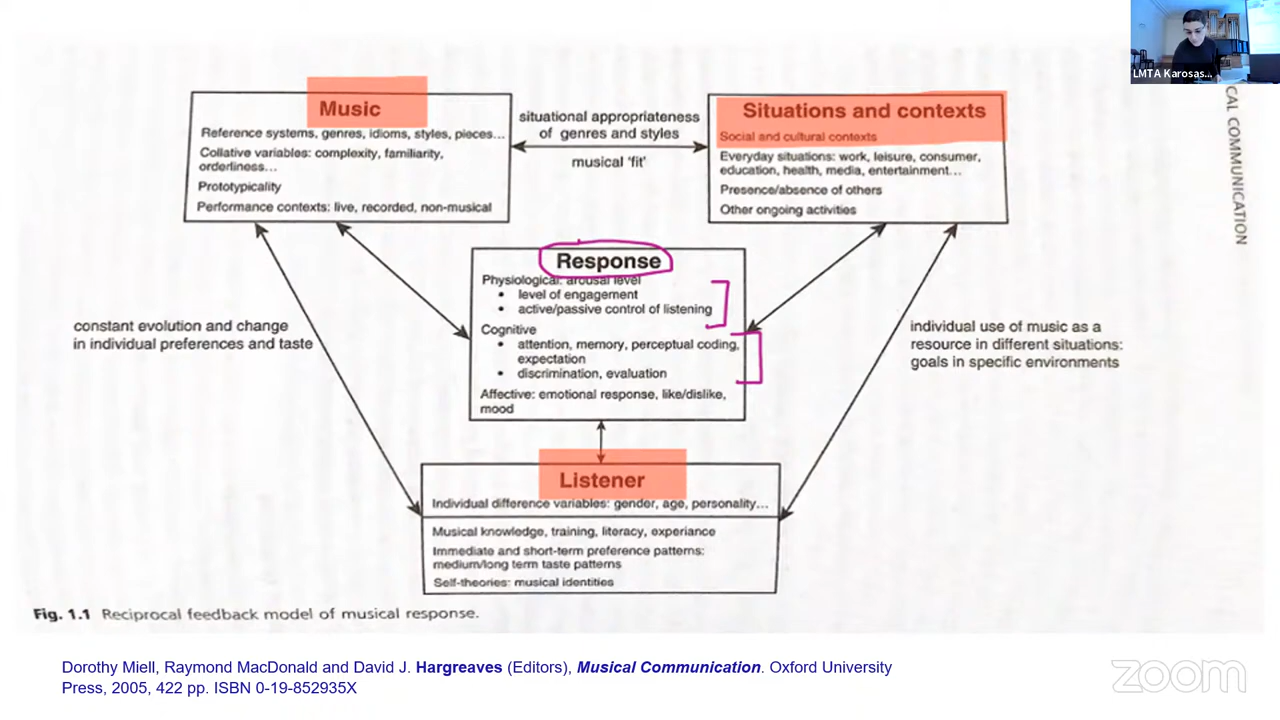 LMTA Karosas...
CAL COMMUNICATION
Music
Reference systems, genres, idioms, styles, pieces...
Collative variables: complexity, familiarity,
orderliness...
Prototypicality
Performance contexts: live, recorded, non-musical
situational appropriateness
of genres and styles
musical 'fit'
Situations and contexts
Social and cultural contexts
Everyday situations: work, leisure, consumer,
education, health, media, entertainment...
Presence/absence of others
Other ongoing activities
Response
Physiological: arousal level
• level of engagement
• active/passive control of listening
Cognitive
• attention, memory, perceptual coding,
expectation
• discrimination, evaluation
Affective: emotional response, like/dislike,
mood
constant evolution and change
in individual preferences and taste
individual use of music as a
resource in different situations:
goals in specific environments
Listener
Individual difference variables: gender, age, personality...
Musical knowledge, training, literacy, experiance
Immediate and short-term preference patterns:
medium/long term taste patterns
Self-theories: musical identities
Fig. 1.1 Reciprocal feedback model of musical response.
Dorothy Miell, Raymond MacDonald and David J. Hargreaves (Editors), Musical Communication. Oxford University
Press, 2005, 422 pp. ISBN 0-19-852935X
zoom